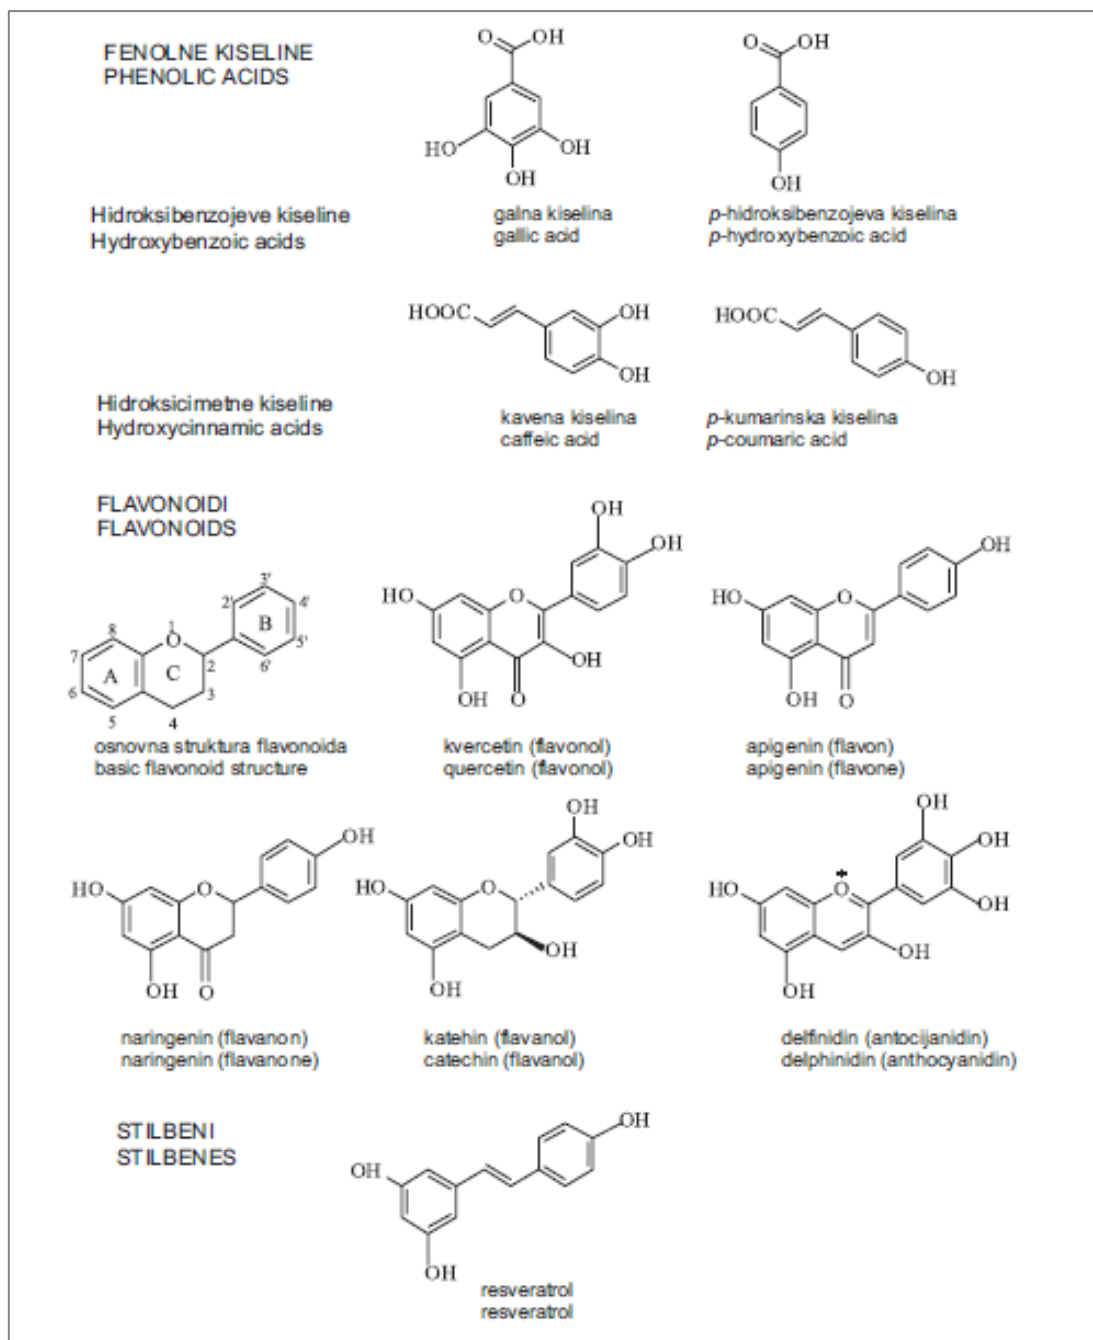 FENOLNE KISELINE
PHENOLIC ACIDS
O OH
HO OH
OH
O OH
OH
Hidroksibenzojeve kiseline
Hydroxybenzoic acids
galna kiselina
gallic acid
p-hidroksibenzojeva kiselina
p-hydroxybenzoic acid
HOOC OH
OH
HOOC
OH
Hidroksicimetne kiseline
Hydroxycinnamic acids
kavena kiselina
caffeic acid
p-kumarinska kiselina
p-coumaric acid
FLAVONOIDI
FLAVONOIDS
3'
2' 4'
B
8 1 5'
O
7 2 6'
A C
6 3
5 4
OH
OH
HO O
OH
OH O
OH
HO O
OH O
osnovna struktura flavonoida
basic flavonoid structure
kvercetin (flavonol)
quercetin (flavonol)
apigenin (flavon)
apigenin (flavone)
OH
HO O
OH O
OH
OH
HO O
OH
OH
OH
OH
+
HO O
OH
OH
OH
naringenin (flavanon)
naringenin (flavanone)
katehin (flavanol)
catechin (flavanol)
delfinidin (antocijanidin)
delphinidin (anthocyanidin)
STILBENI
STILBENES
OH
OH
OH
resveratrol
resveratrol